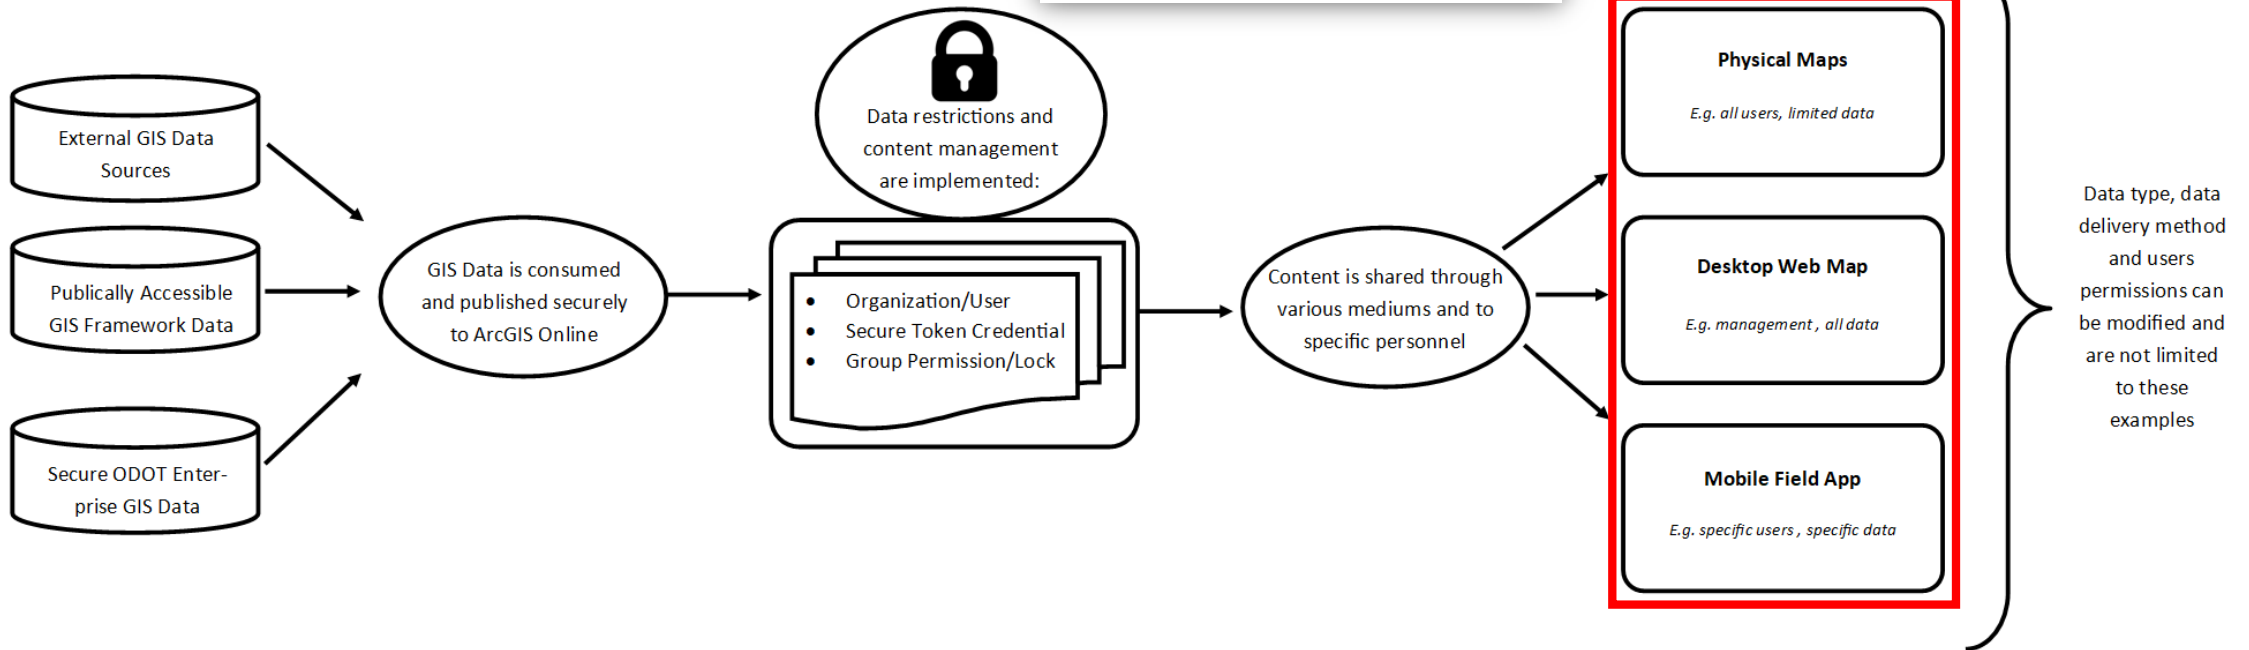 External GIS Data
Sources
Publically Accessible
GIS Framework Data
Secure ODOT Enter-
prise GIS Data
GIS Data is consumed
and published securely
to ArcGIS Online
Data restrictions and
content management
are implemented:
• Organization/User
• Secure Token Credential
• Group Permission/Lock
Content is shared through
various mediums and to
specific personnel
Physical Maps
E.g. all users, limited data
Desktop Web Map
E.g. management , all data
Mobile Field App
E.g. specific users , specific data
Data type, data
delivery method
and users
permissions can
be modified and
are not limited
to these
examples